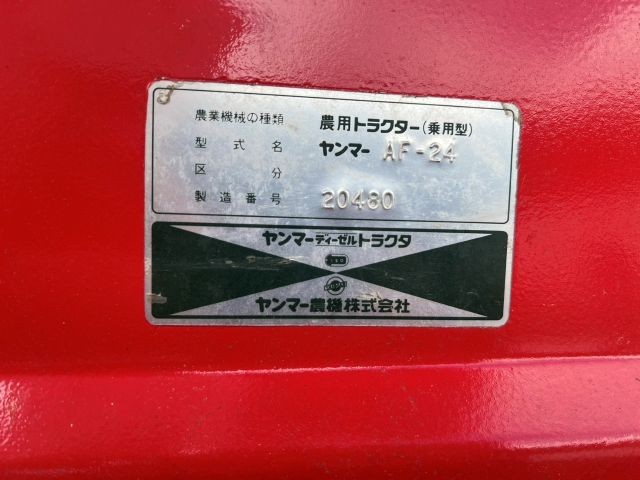 農業機械の種類 農用トラクター(乗用型)
型式名 ヤンマー AF-24
区分
製造番号 20480
ヤンマーディーゼルトラクタ
ヤンマー農機株式会社